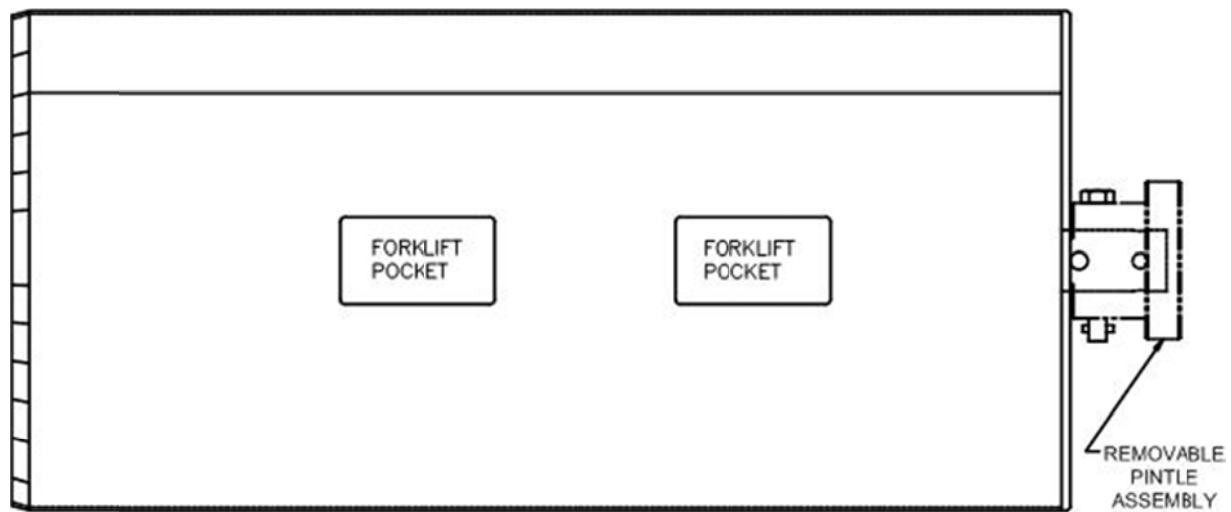 FORKLIFT
POCKET
FORKLIFT
POCKET
REMOVABLE
PINTLE
ASSEMBLY